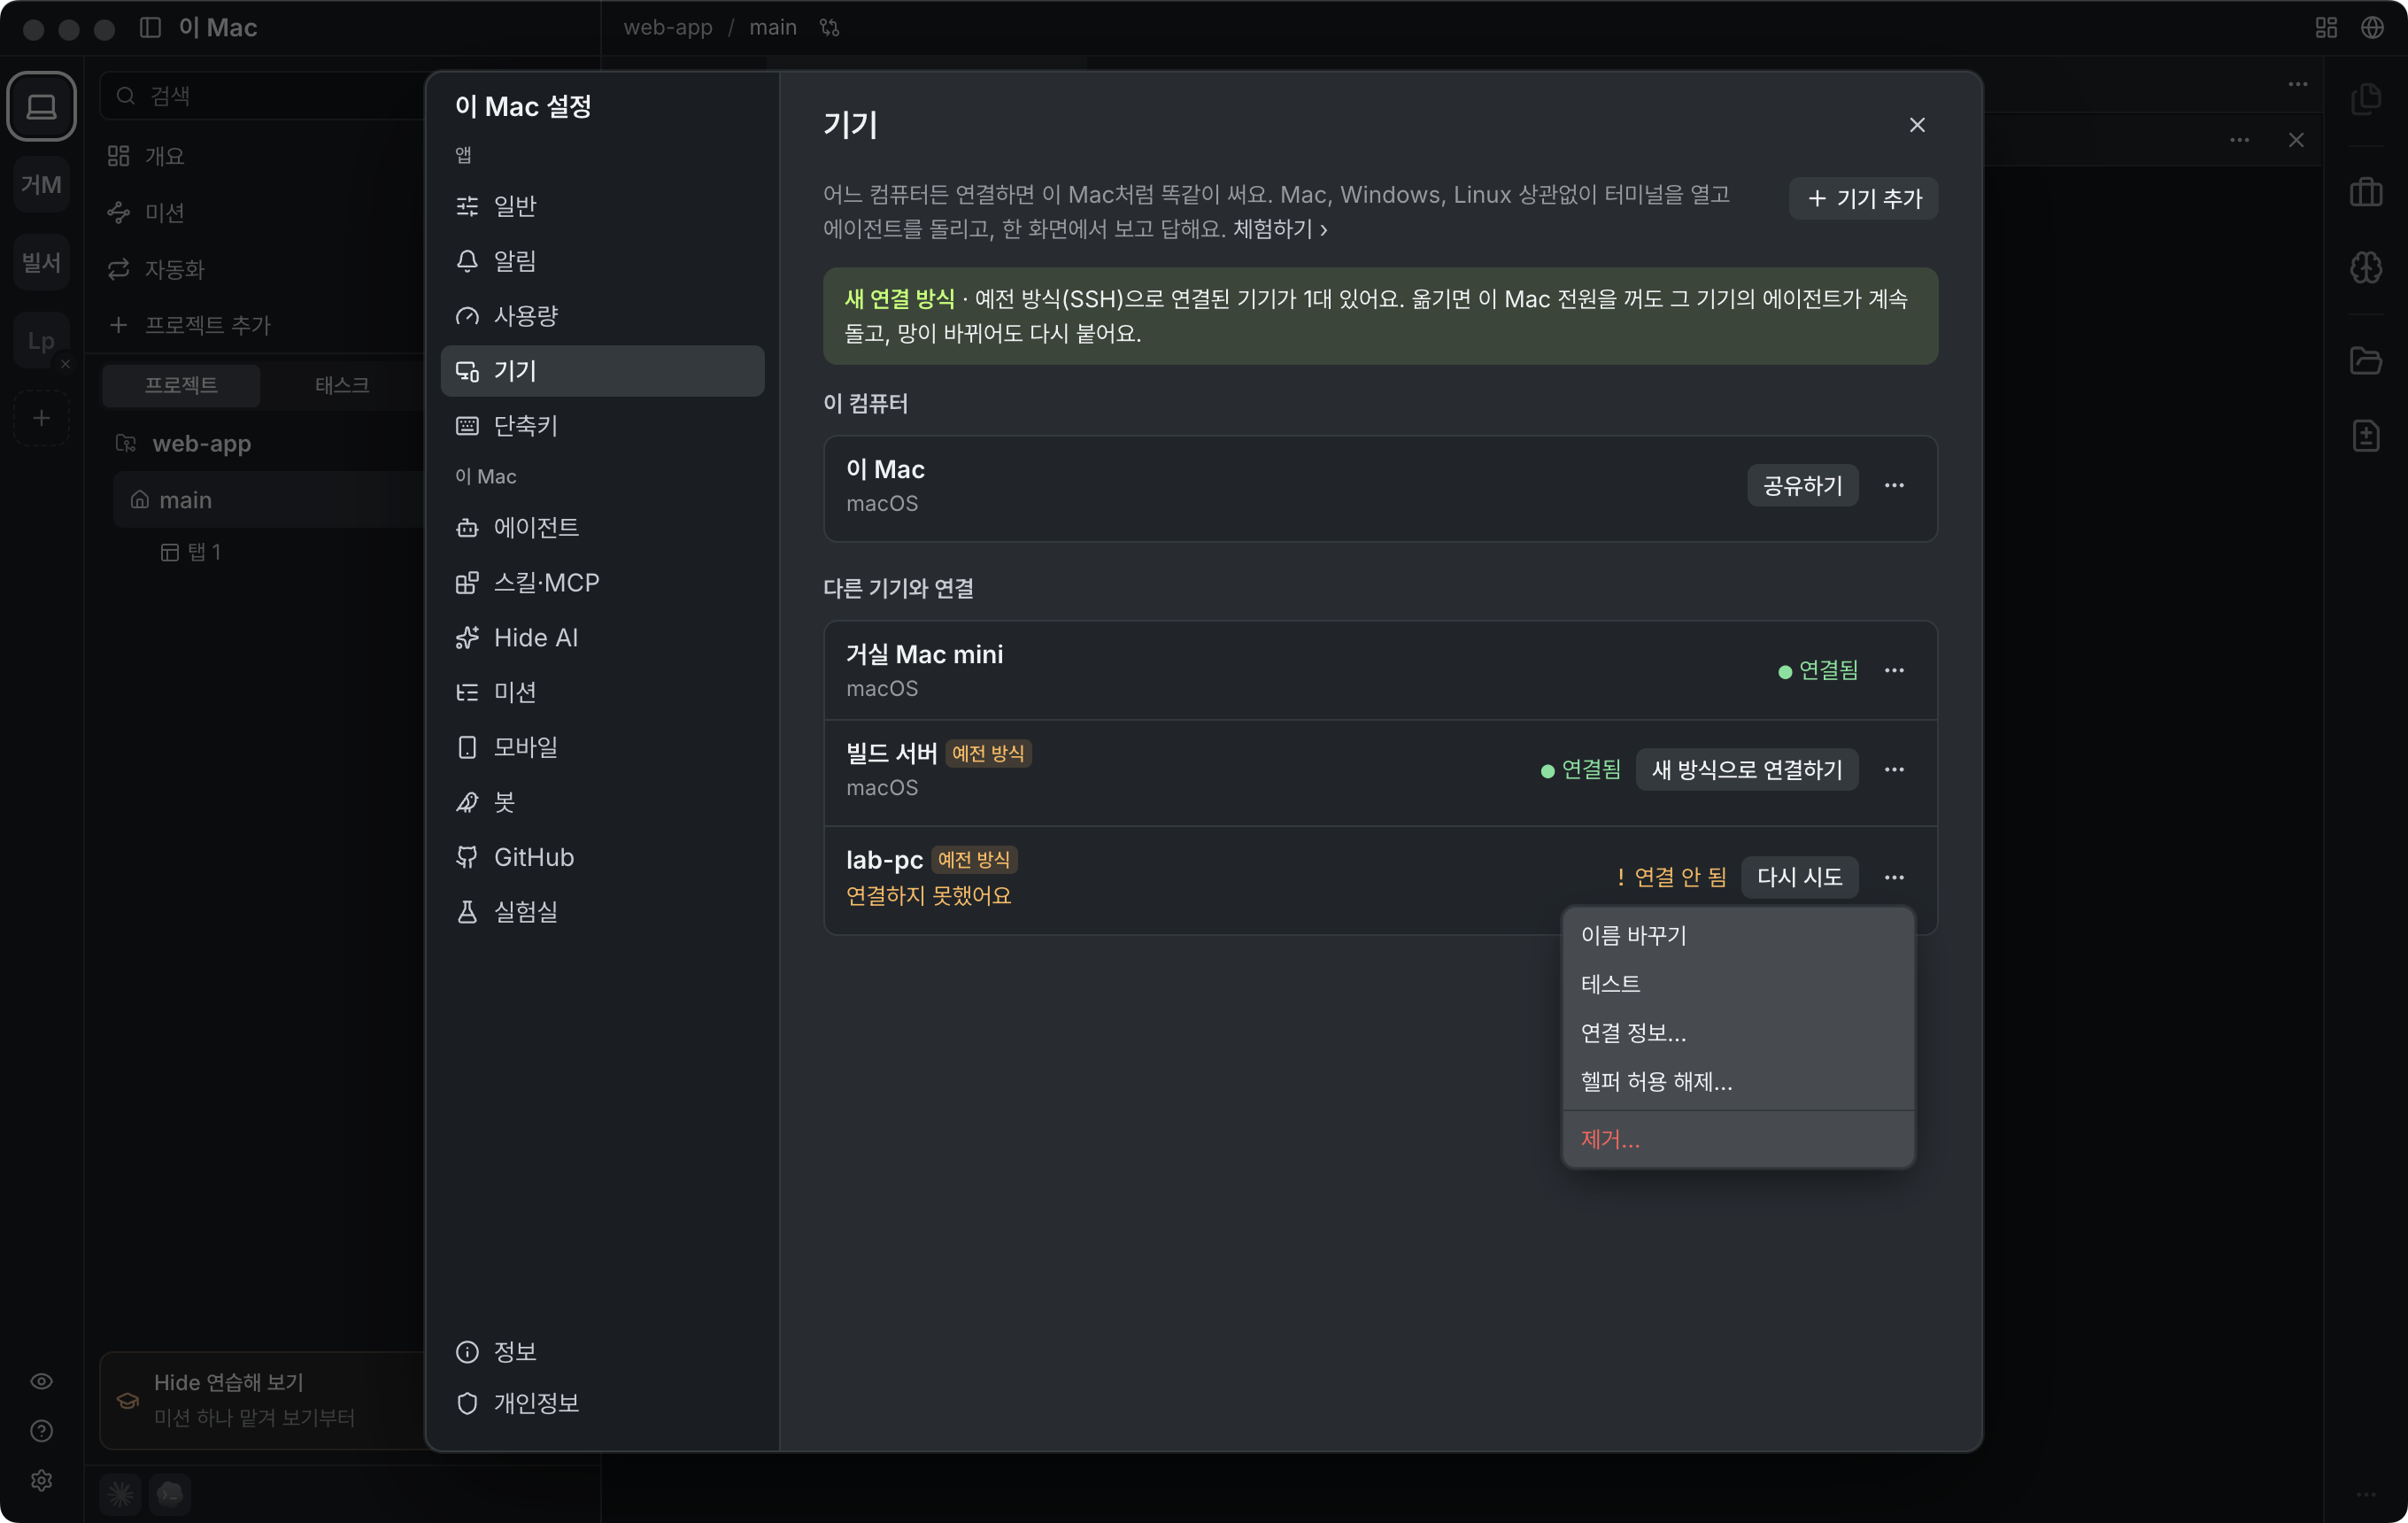 이 Mac
web-app / main
검색
개요
미션
자동화
프로젝트 추가
프로젝트
태스크
web-app
main
탭 1
거M
빌서
Lp
Hide 연습해 보기
미션 하나 맡겨 보기부터
이 Mac 설정
앱
일반
알림
사용량
기기
단축키
이 Mac
에이전트
스킬·MCP
Hide AI
미션
모바일
봇
GitHub
실험실
정보
개인정보
기기
어느 컴퓨터든 연결하면 이 Mac처럼 똑같이 써요. Mac, Windows, Linux 상관없이 터미널을 열고
에이전트를 돌리고, 한 화면에서 보고 답해요. 체험하기 ›
+ 기기 추가
새 연결 방식 · 예전 방식(SSH)으로 연결된 기기가 1대 있어요. 옮기면 이 Mac 전원을 꺼도 그 기기의 에이전트가 계속
돌고, 망이 바뀌어도 다시 붙어요.
이 컴퓨터
이 Mac
macOS
공유하기
다른 기기와 연결
거실 Mac mini
macOS
연결됨
빌드 서버 예전 방식
macOS
연결됨
새 방식으로 연결하기
lab-pc 예전 방식
연결하지 못했어요
! 연결 안 됨
다시 시도
이름 바꾸기
테스트
연결 정보...
헬퍼 허용 해제...
제거...